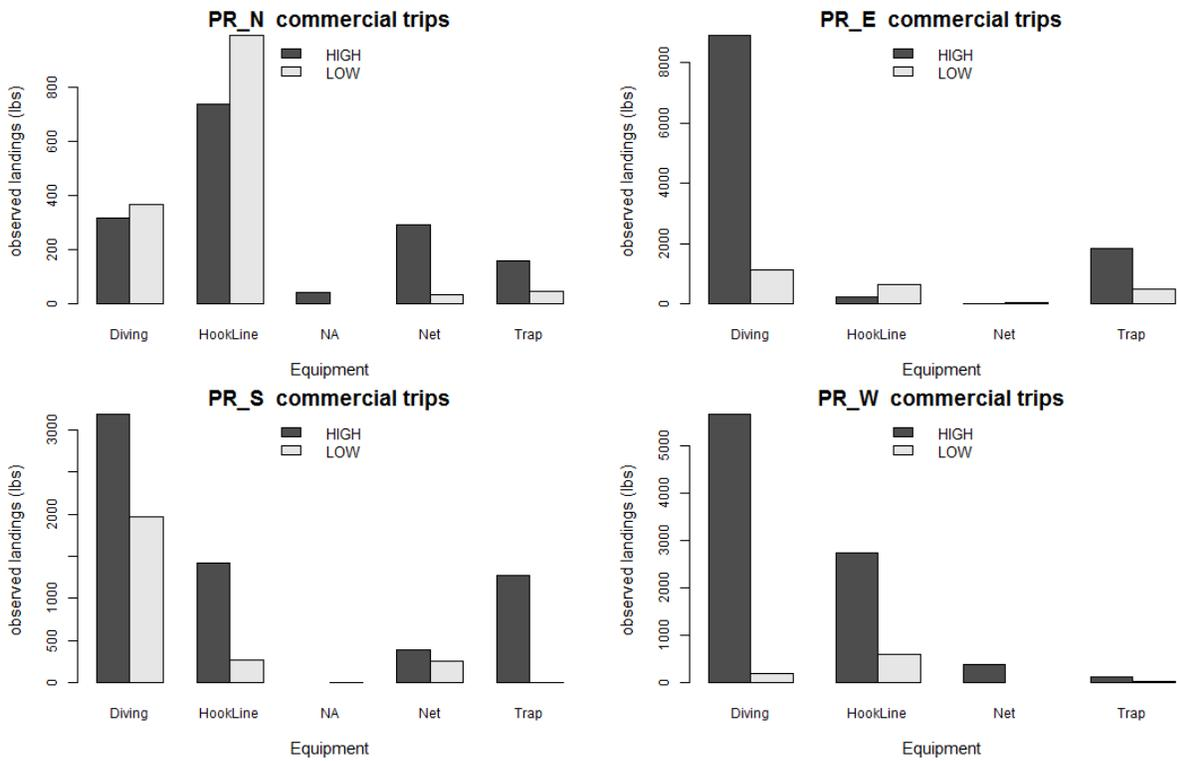 PR_N  commercial trips
HIGH
LOW
observed landings (lbs)
800
600
400
200
0
Diving HookLine NA Net Trap
Equipment
PR_E  commercial trips
HIGH
LOW
observed landings (lbs)
8000
6000
4000
2000
0
Diving HookLine Net Trap
Equipment
PR_S  commercial trips
HIGH
LOW
observed landings (lbs)
3000
2000
1000
500
0
Diving HookLine NA Net Trap
Equipment
PR_W  commercial trips
HIGH
LOW
observed landings (lbs)
5000
4000
3000
2000
1000
0
Diving HookLine Net Trap
Equipment